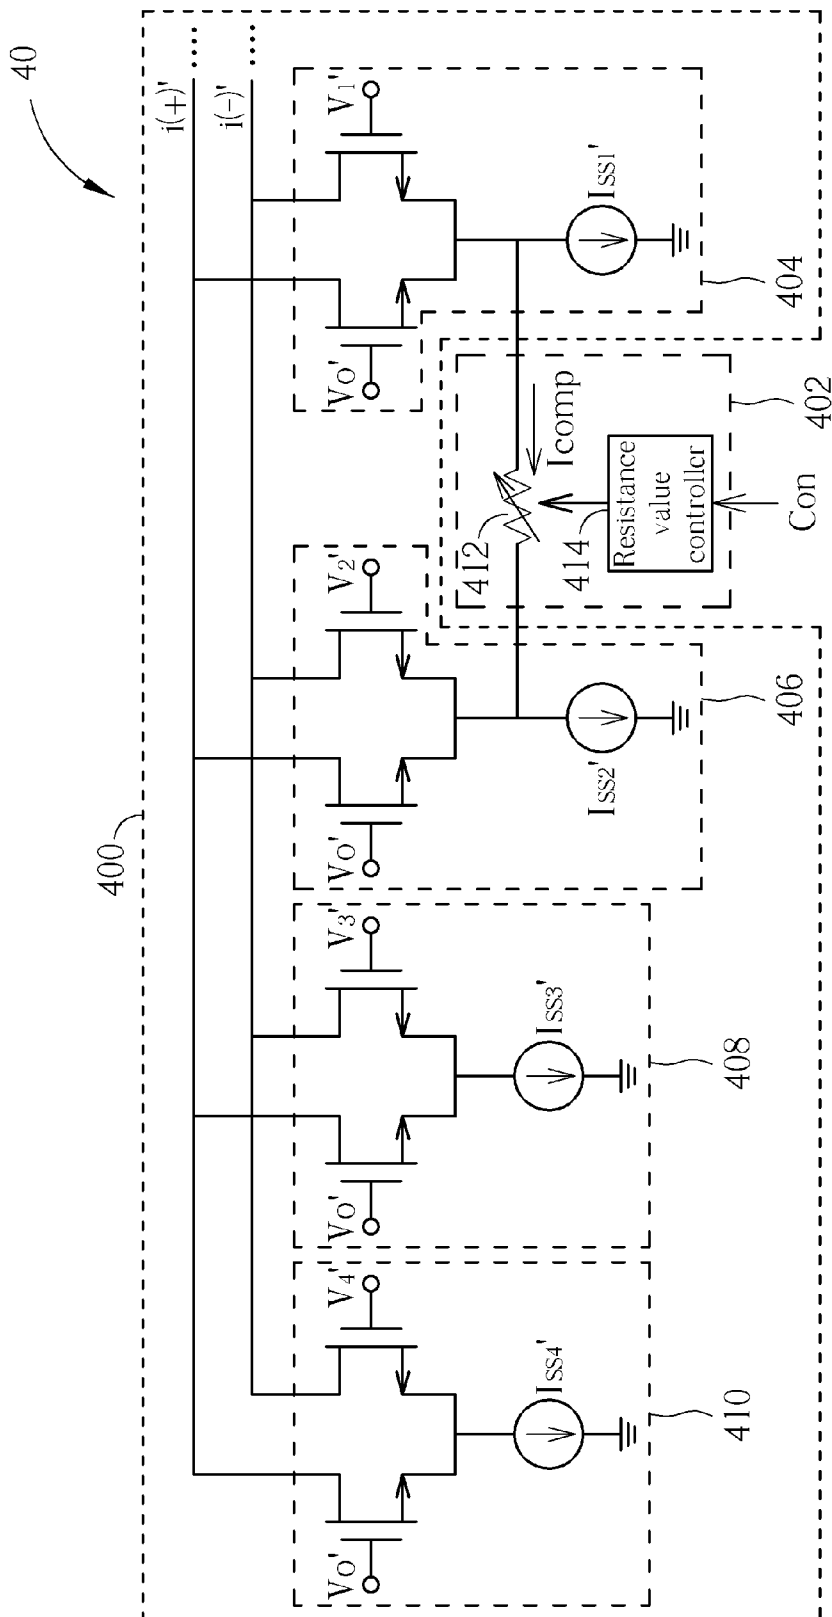 40
i(+)' .....
i(-)' .....
400
Vo'
V4'
Iss4'
410
Vo'
V3'
Iss3'
408
Vo'
V2'
Iss2'
406
412
Icomp
414
Resistance
value
controller
Con
402
Vo'
V1'
Iss1'
404